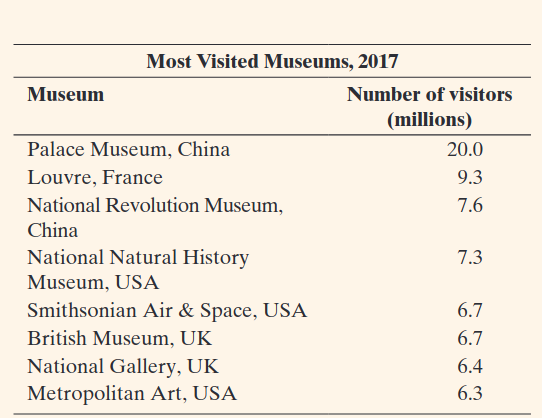 Most Visited Museums, 2017
Museum Number of visitors
(millions)
Palace Museum, China 20.0
Louvre, France 9.3
National Revolution Museum, 7.6
China
National Natural History 7.3
Museum, USA
Smithsonian Air & Space, USA 6.7
British Museum, UK 6.7
National Gallery, UK 6.4
Metropolitan Art, USA 6.3